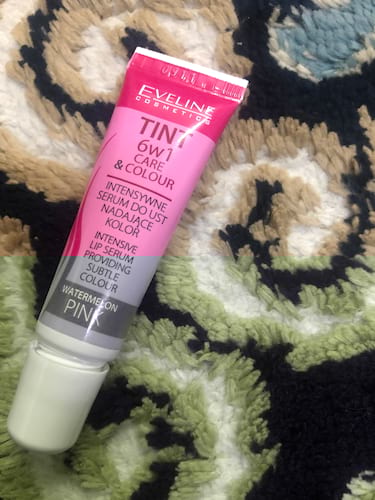 EVELINE
COSMETICS
TINT
6w1
CARE
& COLOUR
INTENSYWNE
SERUM DO UST
NADAJĄCE
KOLOR
INTENSIVE
LIP SERUM
PROVIDING
SUBTLE
COLOUR
WATERMELON
PINK